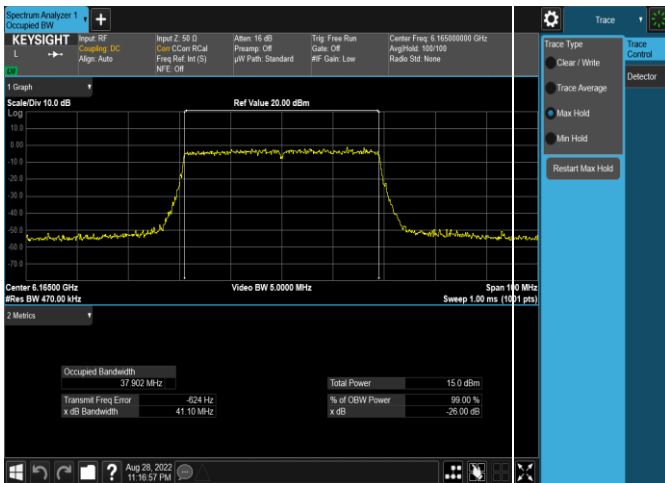 Spectrum Analyzer 1
Occupied BW
+
Trace
KEYSIGHT
L
LV
Input: RF
Coupling: DC
Align: Auto
Input Z: 50 Ω
Corr CCorr RCal
Freq Ref: Int (S)
NFE: Off
Atten: 16 dB
Preamp: Off
µW Path: Standard
Trig: Free Run
Gate: Off
#IF Gain: Low
Center Freq: 6.165000000 GHz
Avg|Hold: 100/100
Radio Std: None
Trace Type
Clear / Write
Trace Average
Max Hold
Min Hold
Restart Max Hold
Trace
Control
Detector
1 Graph
Scale/Div 10.0 dB
Ref Value 20.00 dBm
Log
10.0
0.00
-10.0
-20.0
-30.0
-40.0
-50.0
-60.0
-70.0
Center 6.16500 GHz
Video BW 5.0000 MHz
Span 100 MHz
#Res BW 470.00 kHz
Sweep 1.00 ms (1001 pts)
2 Metrics
Occupied Bandwidth
37.902 MHz
Total Power 15.0 dBm
Transmit Freq Error -624 Hz
% of OBW Power 99.00 %
x dB Bandwidth 41.10 MHz
x dB -26.00 dB
?
Aug 28, 2022
11:16:57 PM